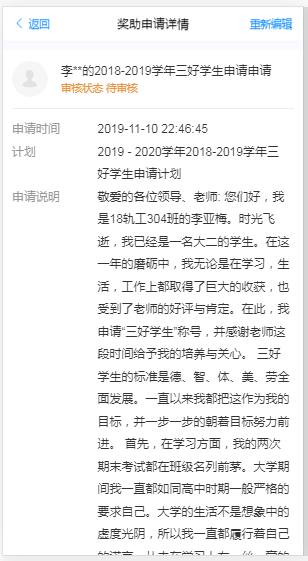 返回
奖助申请详情
重新编辑
李**的2018-2019学年三好学生申请申请
审核状态 待审核
申请时间
2019-11-10 22:46:45
计划
2019 - 2020学年2018-2019学年三
好学生申请计划
申请说明
敬爱的各位领导、老师: 您们好，我
是18轨工304班的李亚梅。时光飞
逝，我已经是一名大二的学生。在这
一年的磨砺中，我无论是在学习，生
活，工作上都取得了巨大的收获，也
受到了老师的好评与肯定。在此，我
申请“三好学生”称号，并感谢老师这
段时间给予我的培养与关心。 三好
学生的标准是德、智、体、美、劳全
面发展。一直以来我都把这作为我的
目标，并一步一步的朝着目标努力前
进。 首先，在学习方面，我的两次
期末考试都在班级名列前茅。大学期
间我一直都如同高中时期一般严格的
要求自己。大学的生活不是想象中的
虚度光阴，所以我一直都履行着自己